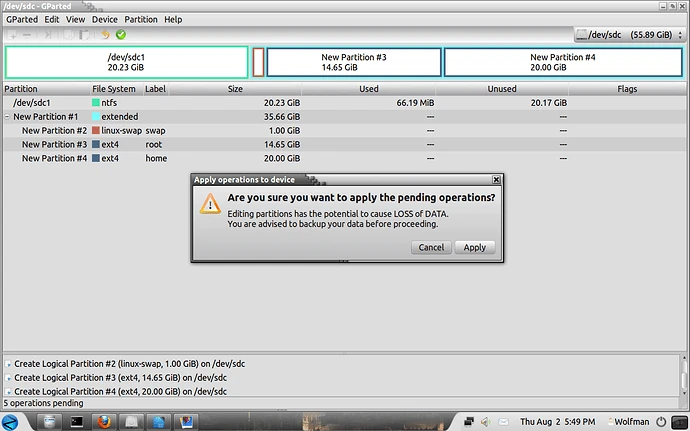 /dev/sdc - GParted
GParted Edit View Device Partition Help
/dev/sdc (55.89 GiB)
/dev/sdc1
20.23 GiB
New Partition #3
14.65 GiB
New Partition #4
20.00 GiB
Partition File System Label Size Used Unused Flags
/dev/sdc1 ntfs 20.23 GiB 66.19 MiB 20.17 GiB
New Partition #1 extended 35.66 GiB --- ---
New Partition #2 linux-swap swap 1.00 GiB --- ---
New Partition #3 ext4 root 14.65 GiB --- ---
New Partition #4 ext4 home 20.00 GiB --- ---
Apply operations to device
Are you sure you want to apply the pending operations?
Editing partitions has the potential to cause LOSS of DATA.
You are advised to backup your data before proceeding.
Cancel Apply
Create Logical Partition #2 (linux-swap, 1.00 GiB) on /dev/sdc
Create Logical Partition #3 (ext4, 14.65 GiB) on /dev/sdc
Create Logical Partition #4 (ext4, 20.00 GiB) on /dev/sdc
5 operations pending
Thu Aug 2 5:49 PM Wolfman